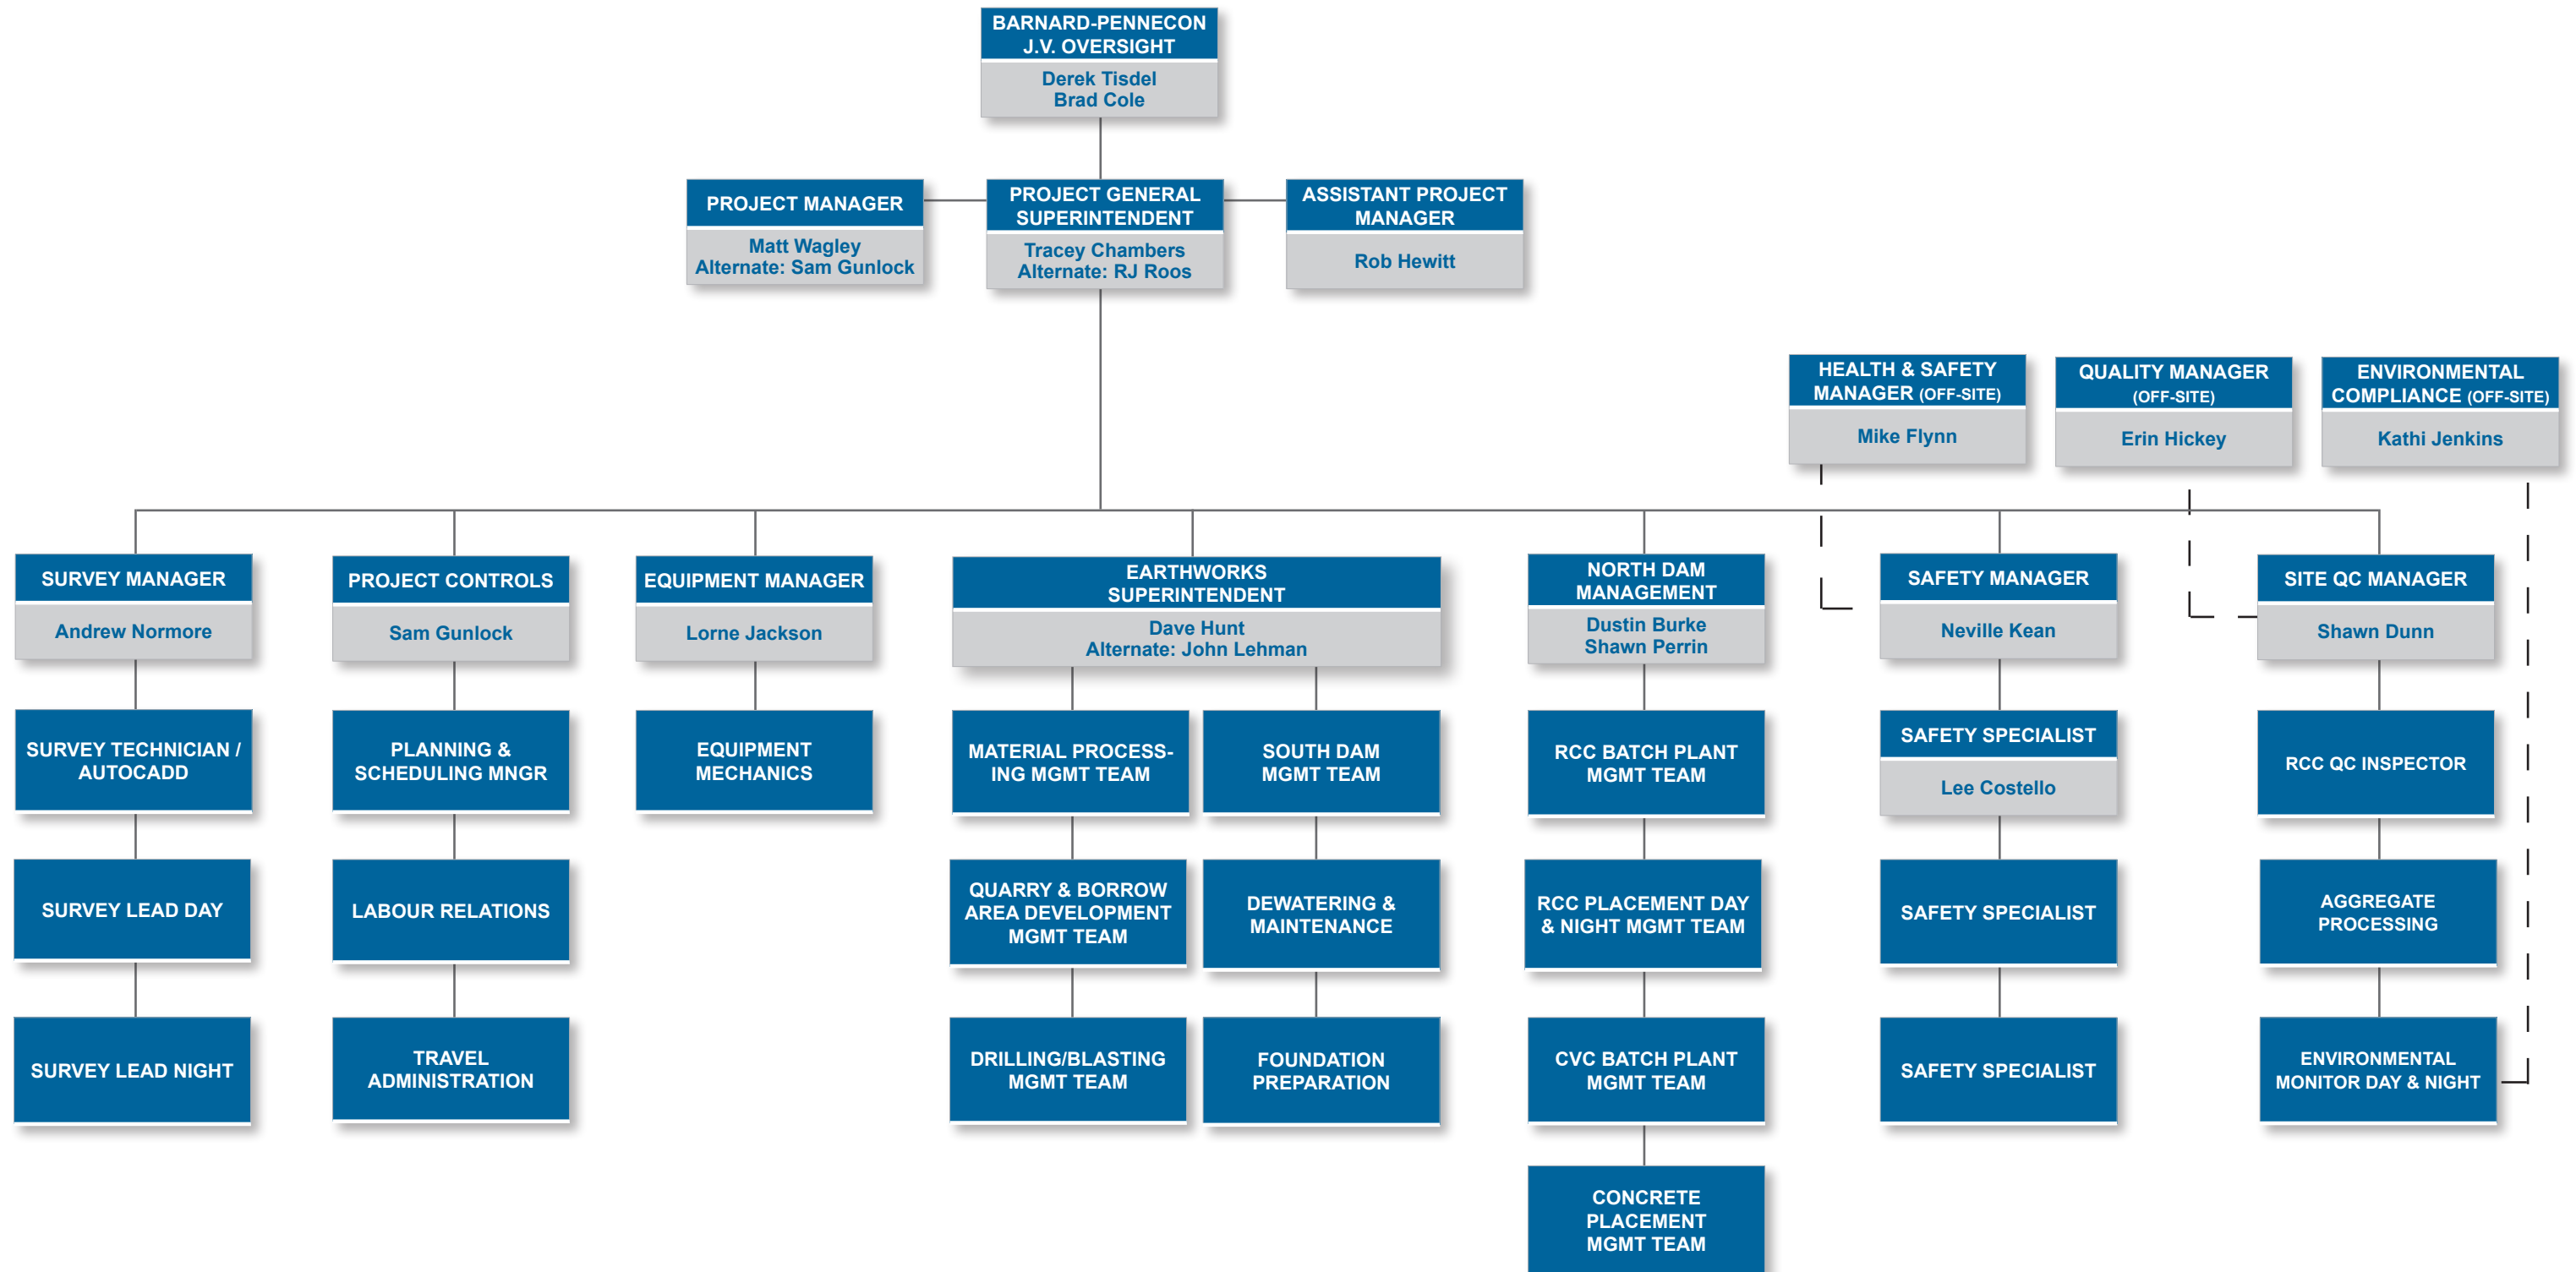 BARNARD-PENNECON
J.V. OVERSIGHT
Derek Tisdel
Brad Cole
PROJECT MANAGER
Matt Wagley
Alternate: Sam Gunlock
PROJECT GENERAL
SUPERINTENDENT
Tracey Chambers
Alternate: RJ Roos
ASSISTANT PROJECT
MANAGER
Rob Hewitt
HEALTH & SAFETY
MANAGER (OFF-SITE)
Mike Flynn
QUALITY MANAGER
(OFF-SITE)
Erin Hickey
ENVIRONMENTAL
COMPLIANCE (OFF-SITE)
Kathi Jenkins
SURVEY MANAGER
Andrew Normore
PROJECT CONTROLS
Sam Gunlock
EQUIPMENT MANAGER
Lorne Jackson
EARTHWORKS
SUPERINTENDENT
Dave Hunt
Alternate: John Lehman
NORTH DAM
MANAGEMENT
Dustin Burke
Shawn Perrin
SAFETY MANAGER
Neville Kean
SITE QC MANAGER
Shawn Dunn
SURVEY TECHNICIAN /
AUTOCADD
PLANNING &
SCHEDULING MNGR
EQUIPMENT
MECHANICS
MATERIAL PROCESS-
ING MGMT TEAM
SOUTH DAM
MGMT TEAM
RCC BATCH PLANT
MGMT TEAM
SAFETY SPECIALIST
Lee Costello
RCC QC INSPECTOR
SURVEY LEAD DAY
LABOUR RELATIONS
QUARRY & BORROW
AREA DEVELOPMENT
MGMT TEAM
DEWATERING &
MAINTENANCE
RCC PLACEMENT DAY
& NIGHT MGMT TEAM
SAFETY SPECIALIST
AGGREGATE
PROCESSING
SURVEY LEAD NIGHT
TRAVEL
ADMINISTRATION
DRILLING/BLASTING
MGMT TEAM
FOUNDATION
PREPARATION
CVC BATCH PLANT
MGMT TEAM
SAFETY SPECIALIST
ENVIRONMENTAL
MONITOR DAY & NIGHT
CONCRETE
PLACEMENT
MGMT TEAM